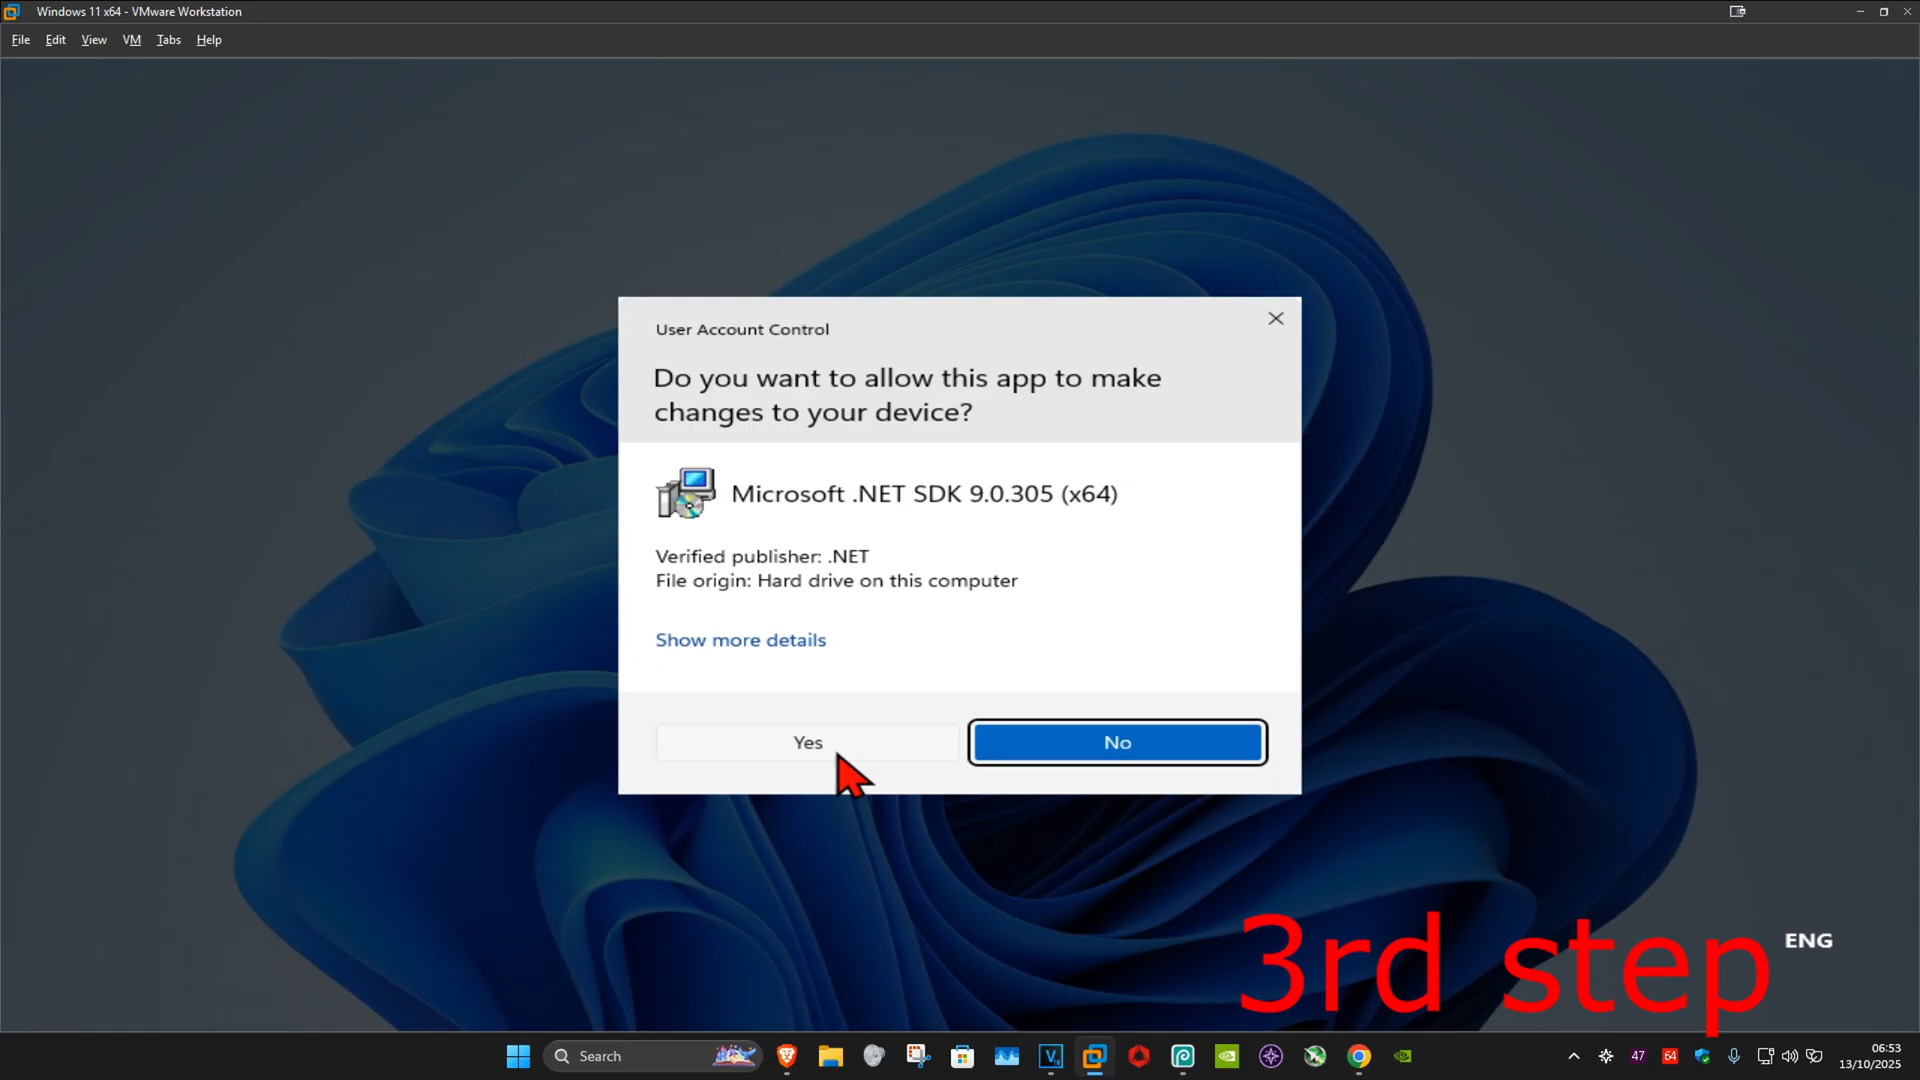 Windows 11 x64 - VMware Workstation
File Edit View VM Tabs Help
User Account Control
Do you want to allow this app to make
changes to your device?
Microsoft .NET SDK 9.0.305 (x64)
Verified publisher: .NET
File origin: Hard drive on this computer
Show more details
Yes
No
3rd step
ENG
Search
47
64
06:53
13/10/2025